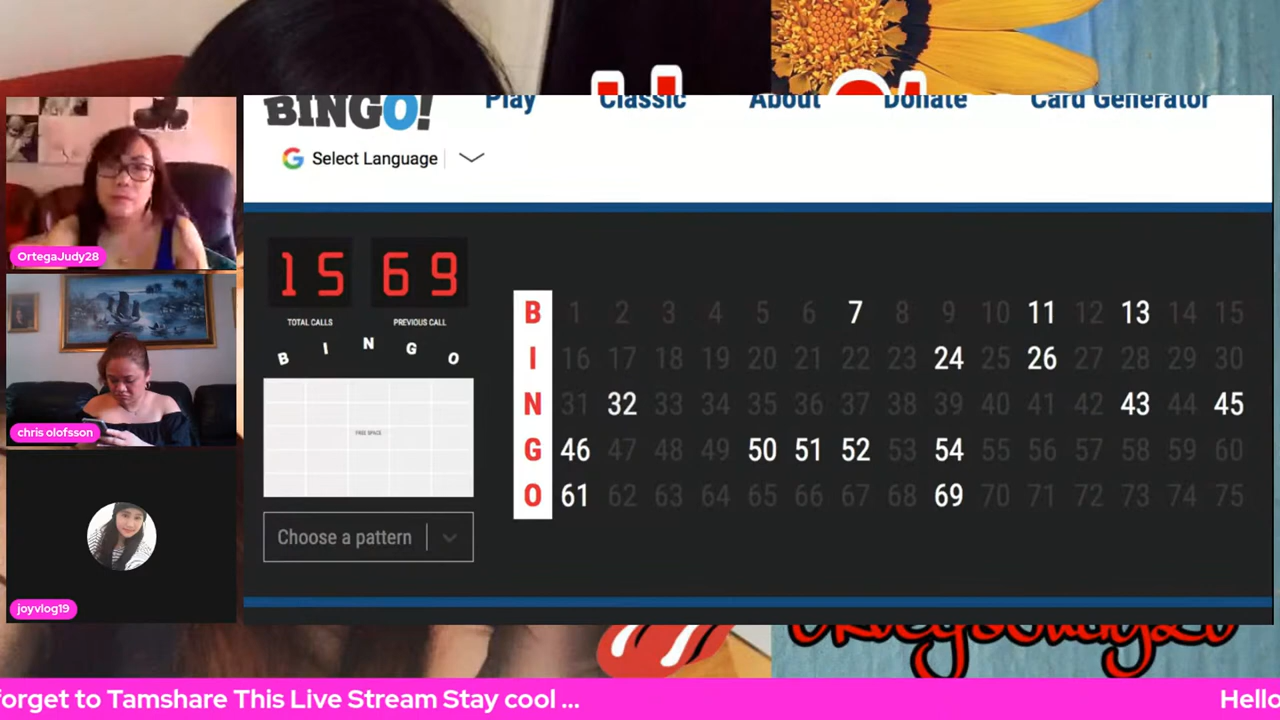 BINGO!
Play Classic About Donate Card Generator
Select Language
OrtegaJudy28
15 69
TOTAL CALLS PREVIOUS CALL
B I N G O
FREE SPACE
Choose a pattern
B 1 2 3 4 5 6 7 8 9 10 11 12 13 14 15
I 16 17 18 19 20 21 22 23 24 25 26 27 28 29 30
N 31 32 33 34 35 36 37 38 39 40 41 42 43 44 45
G 46 47 48 49 50 51 52 53 54 55 56 57 58 59 60
O 61 62 63 64 65 66 67 68 69 70 71 72 73 74 75
chris olofsson
joyvlog19
forget to Tamshare This Live Stream Stay cool ...
Hello